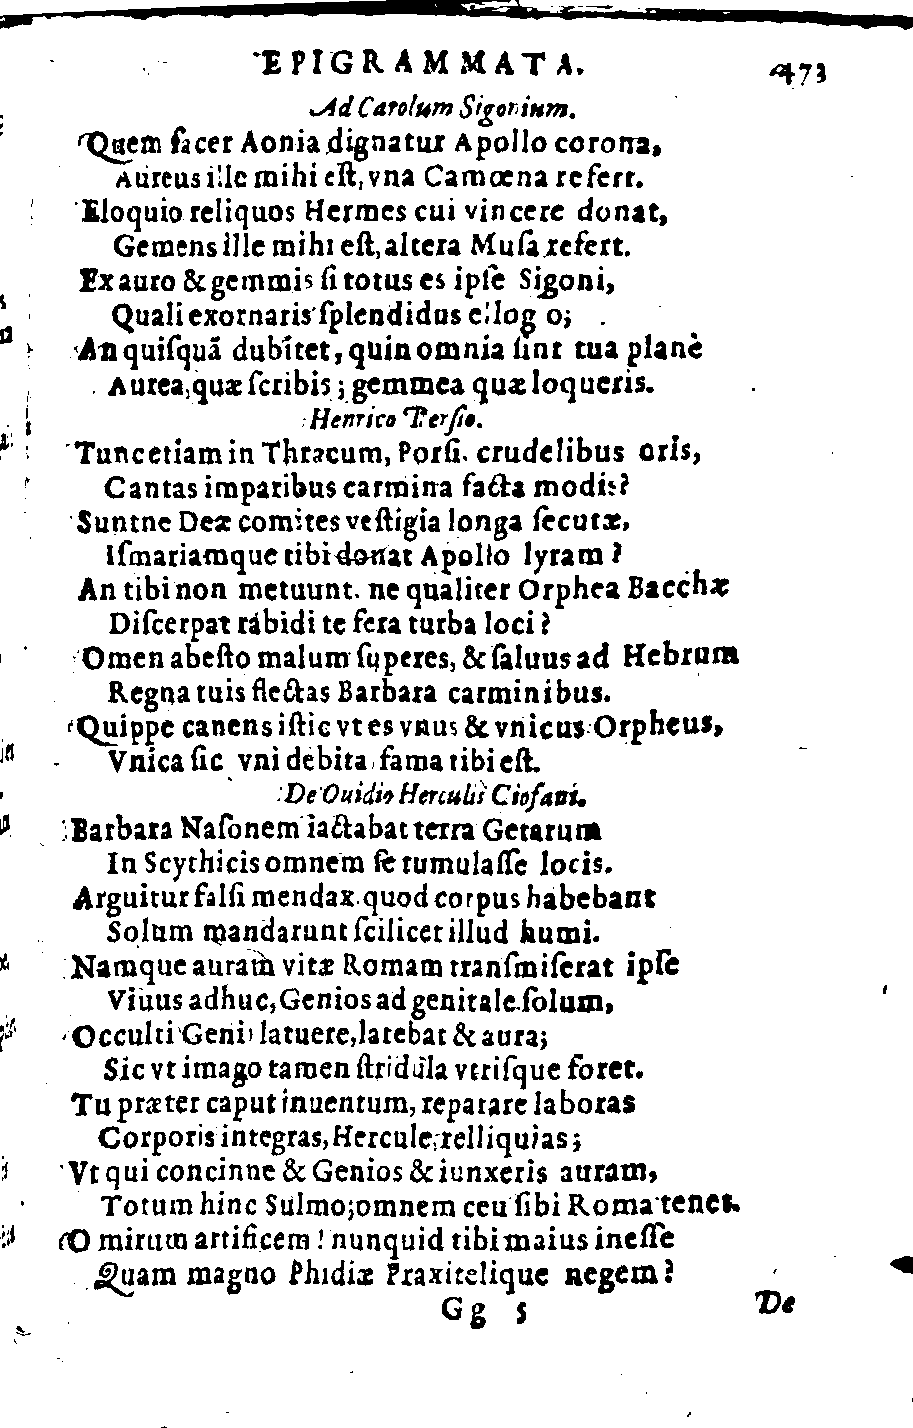 EPIGRAMMATA. 473
Ad Carolum Sigonium.
Quem ſacer Aonia dignatur Apollo corona,
Aureus ille mihi eſt, vna Camœna refert.
Eloquio reliquos Hermes cui vincere donat,
Gemens ille mihi eſt, altera Muſa refert.
Ex auro & gemmis ſi totus es ipſe Sigoni,
Quali exornaris ſplendidus elogo;
An quiſquã dubîtet, quin omnia ſint tua planè
Aurea, quæ ſcribis; gemmea quæ loqueris.
Henrico Perſio.
Tunc etiam in Thracum, Porſi. crudelibus oris,
Cantas imparibus carmina facta modis?
Suntne Deæ comites veſtigia longa ſecutæ,
Iſmariamque tibi donat Apollo lyram?
An tibi non metuunt. ne qualiter Orphea Bacchæ
Diſcerpat rabidi te fera turba loci?
Omen abeſto malum ſuperes, & ſaluus ad Hebrum
Regna tuis flectas Barbara carminibus.
Quippe canens iſtic vt es vnus & vnicus Orpheus,
Vnica ſic vni debita fama tibi eſt.
De Ouidio Herculis Ciofani.
Barbara Naſonem iactabat terra Getarum
In Scythicis omnem ſe tumulaſſe locis.
Arguitur falſi mendax. quod corpus habebant
Solum mandarunt ſcilicet illud humi.
Namque auram vitæ Romam tranſmiſerat ipſe
Viuus adhuc, Genios ad genitale ſolum,
Occulti Genii latuere, latebat & aura;
Sic vt imago tamen ſtridula vtriſque foret.
Tu præter caput inuentum, reparare laboras
Corporis integras, Hercule, relliquias;
Vt qui concinne & Genios & iunxeris auram,
Totum hinc Sulmo; omnem ceu ſibi Roma tenet.
O mirum artificem! nunquid tibi maius ineſſe
Quam magno Phidiæ Praxitelique negem?
Gg 5 De